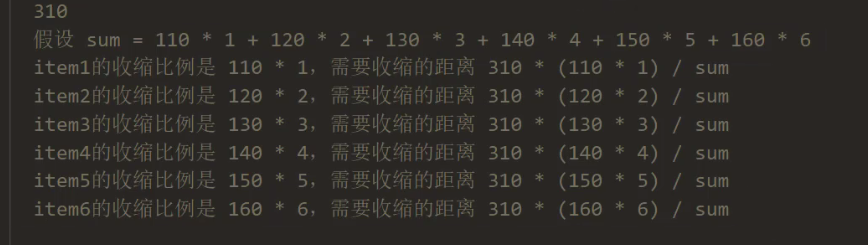 310
假设 sum = 110 * 1 + 120 * 2 + 130 * 3 + 140 * 4 + 150 * 5 + 160 * 6
item1的收缩比例是 110 * 1，需要收缩的距离 310 * (110 * 1) / sum
item2的收缩比例是 120 * 2，需要收缩的距离 310 * (120 * 2) / sum
item3的收缩比例是 130 * 3，需要收缩的距离 310 * (130 * 3) / sum
item4的收缩比例是 140 * 4，需要收缩的距离 310 * (140 * 4) / sum
item5的收缩比例是 150 * 5，需要收缩的距离 310 * (150 * 5) / sum
item6的收缩比例是 160 * 6，需要收缩的距离 310 * (160 * 6) / sum